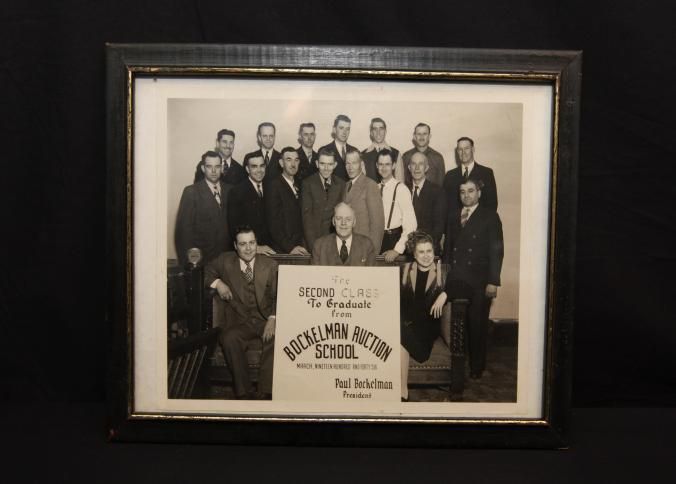 The
SECOND CLASS
To Graduate
from
BOCKELMAN AUCTION
SCHOOL
MARCH, NINETEEN HUNDRED AND FORTY SIX
Paul Bockelman
President